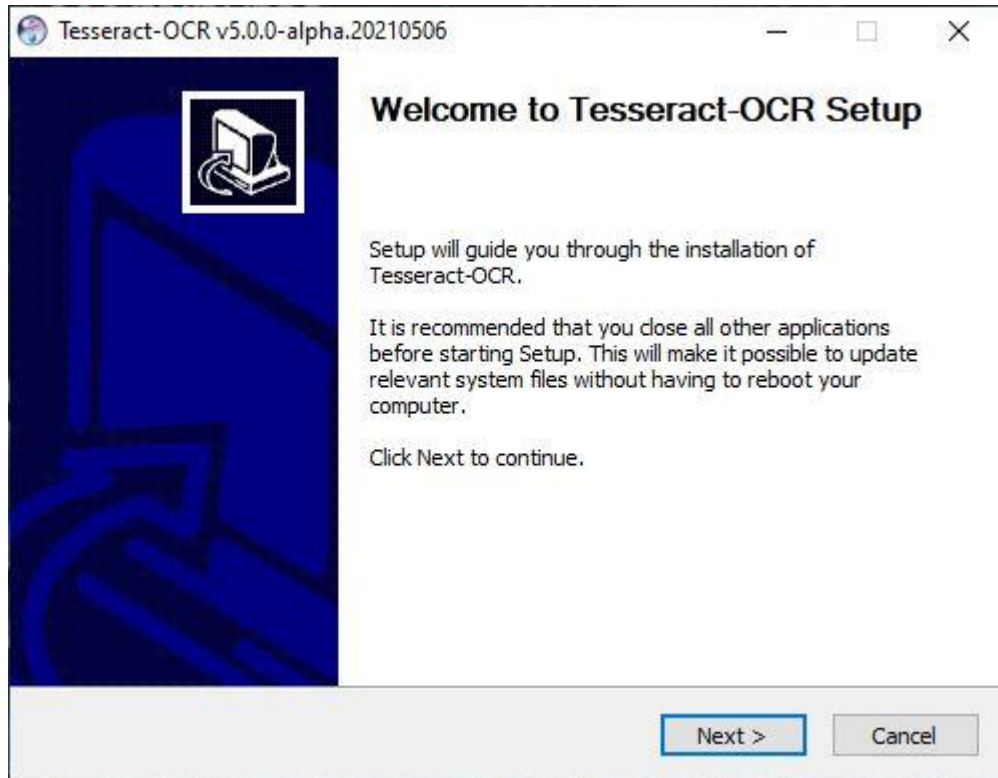 Tesseract-OCR v5.0.0-alpha.20210506
Welcome to Tesseract-OCR Setup
Setup will guide you through the installation of
Tesseract-OCR.
It is recommended that you close all other applications
before starting Setup. This will make it possible to update
relevant system files without having to reboot your
computer.
Click Next to continue.
Next >
Cancel